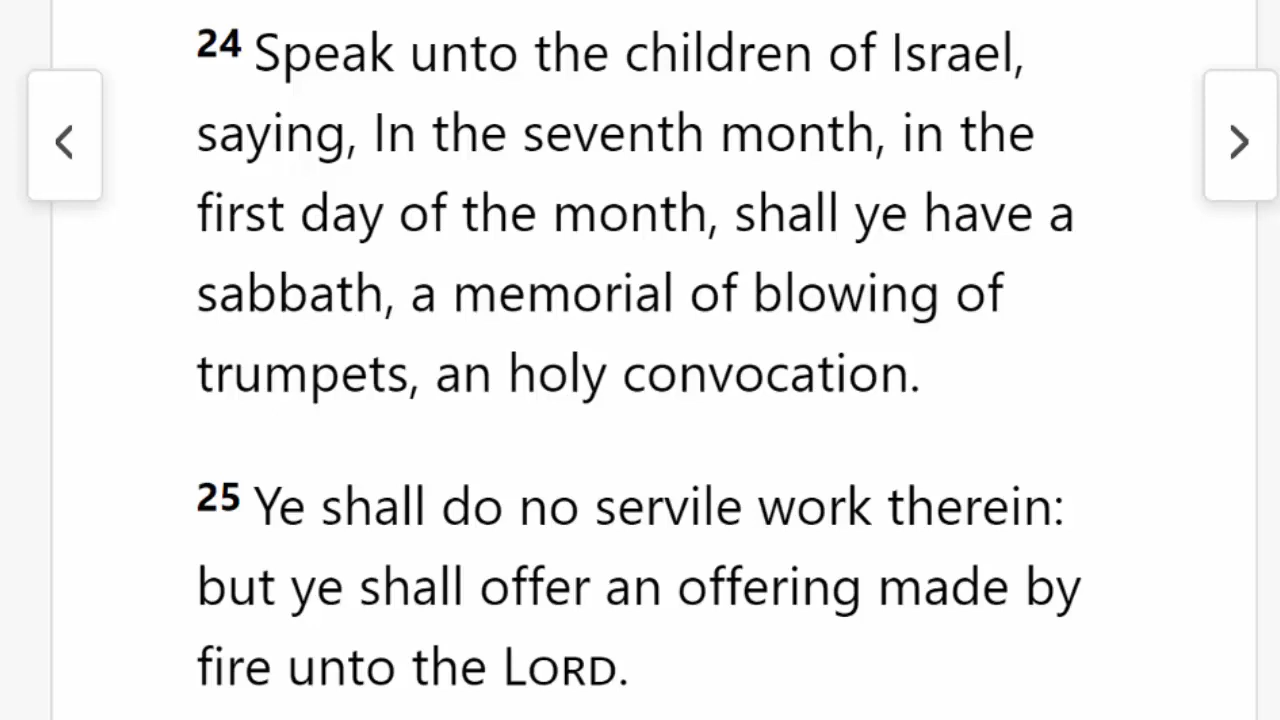 24 Speak unto the children of Israel,
saying, In the seventh month, in the
first day of the month, shall ye have a
sabbath, a memorial of blowing of
trumpets, an holy convocation.
25 Ye shall do no servile work therein:
but ye shall offer an offering made by
fire unto the LORD.